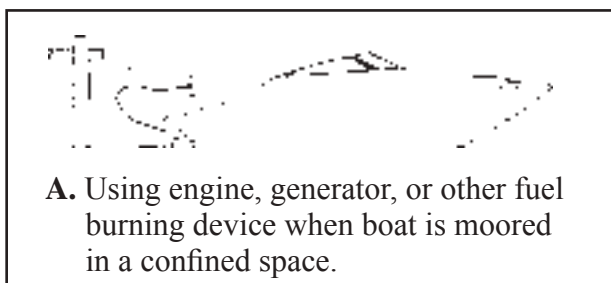 A. Using engine, generator, or other fuel
burning device when boat is moored
in a confined space.